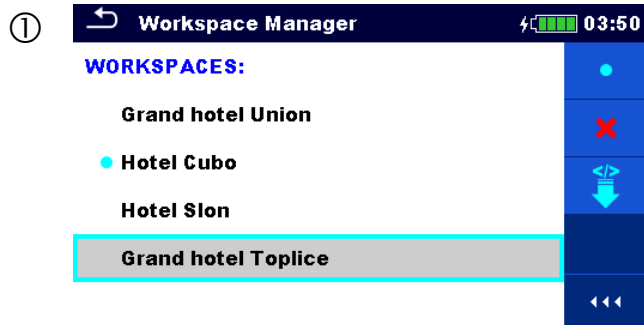 ①
Workspace Manager 03:50
WORKSPACES:
Grand hotel Union
Hotel Cubo
</>
Hotel Slon
Grand hotel Toplice